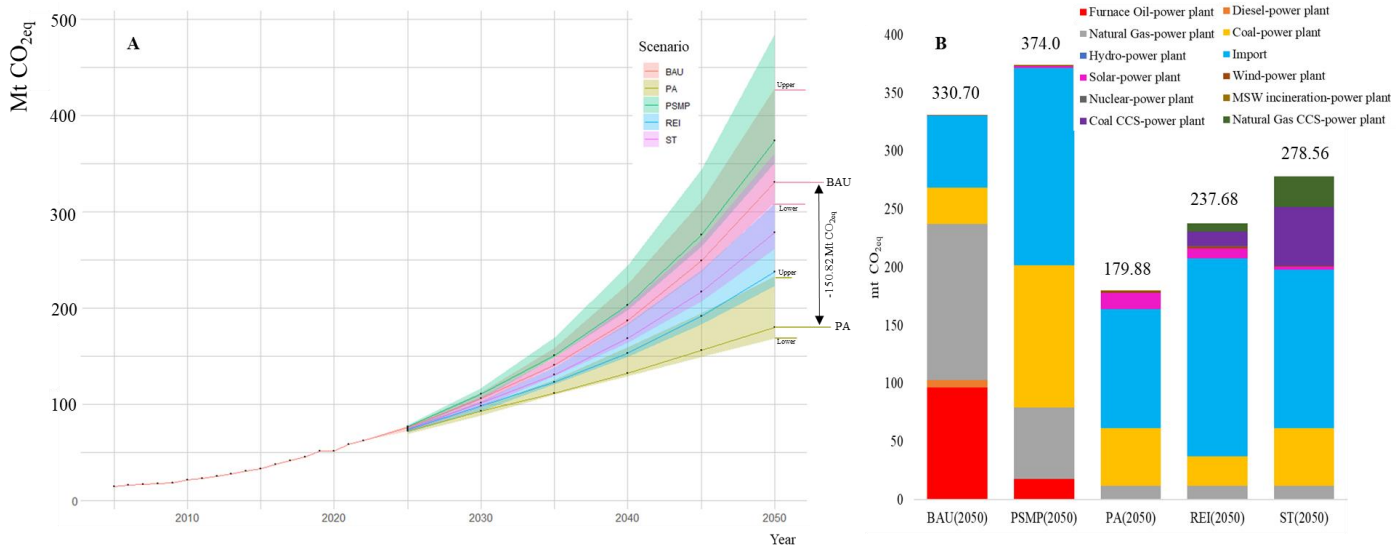 A
Mt CO2eq
500
400
300
200
100
0
2010
2020
2030
2040
2050
Year
Scenario
BAU
PA
PSMP
REI
ST
Upper
BAU
Lower
-150.82 Mt CO2eq
Upper
PA
Lower
B
Furnace Oil-power plant
Diesel-power plant
Natural Gas-power plant
Coal-power plant
Hydro-power plant
Import
Solar-power plant
Wind-power plant
Nuclear-power plant
MSW incineration-power plant
Coal CCS-power plant
Natural Gas CCS-power plant
mt CO2eq
400
350
300
250
200
150
100
50
0
330.70
374.0
179.88
237.68
278.56
BAU(2050)
PSMP(2050)
PA(2050)
REI(2050)
ST(2050)